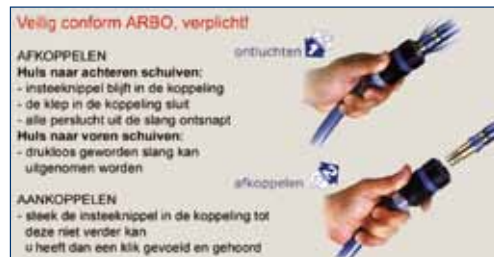 Veilig conform ARBO, verplicht!
AFKOPPELEN
Huls naar achteren schuiven:
- insteeknippel blijft in de koppeling
- de klep in de koppeling sluit
- alle perslucht uit de slang ontsnapt
Huls naar voren schuiven:
- drukloos geworden slang kan
uitgenomen worden
AANKOPPELEN
- steek de insteeknippel in de koppeling tot
deze niet verder kan
u heeft dan een klik gevoeld en gehoord
ontluchten
afkoppelen